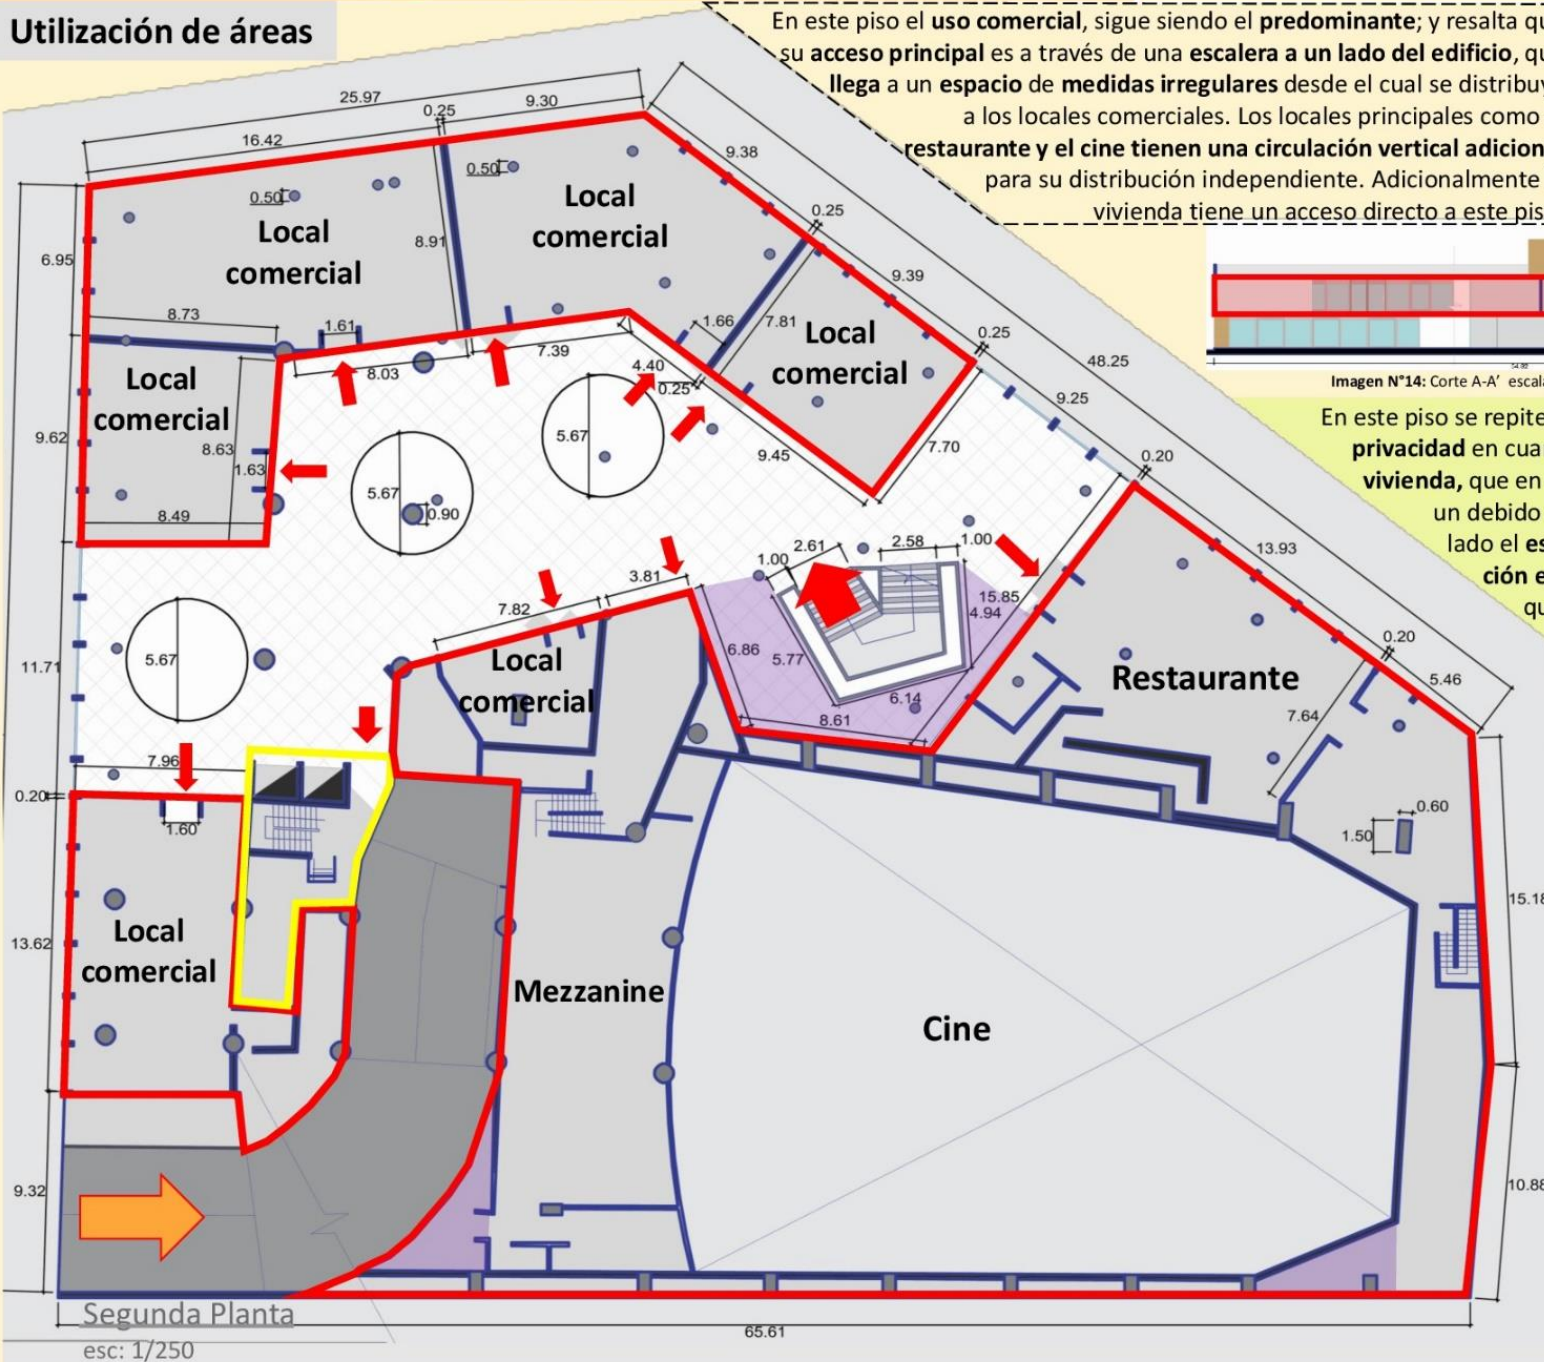 Utilización de áreas
En este piso el uso comercial, sigue siendo el predominante; y resalta
su acceso principal es a través de una escalera a un lado del edificio,
llega a un espacio de medidas irregulares desde el cual se
a los locales comerciales. Los locales principales como
restaurante y el cine tienen una circulación vertical
para su distribución independiente. Adicionalmente
vivienda tiene un acceso directo a este
25.97
0.25
9.30
16.42
9.38
0.50
0.50
Local
comercial
Local
comercial
8.91
0.25
6.95
9.39
8.73
1.61
1.66
7.81
Local
comercial
0.25
48.25
Imagen N°14: Corte A-A'
8.03
7.39
4.40
0.25
9.25
Local
comercial
En este piso se repite
privacidad en
vivienda, que en
un debido
lado el
9.62
8.63
1.63
5.67
5.67
0.90
9.45
7.70
0.20
8.49
13.93
1.00
2.61
2.58
1.00
3.81
7.82
15.85
4.94
0.20
11.71
5.67
Local
comercial
6.86
5.77
6.14
8.61
Restaurante
5.46
7.64
7.96
0.20
1.60
0.60
1.50
15.18
Local
comercial
13.62
Mezzanine
Cine
9.32
10.88
Segunda Planta
65.61
esc: 1/250